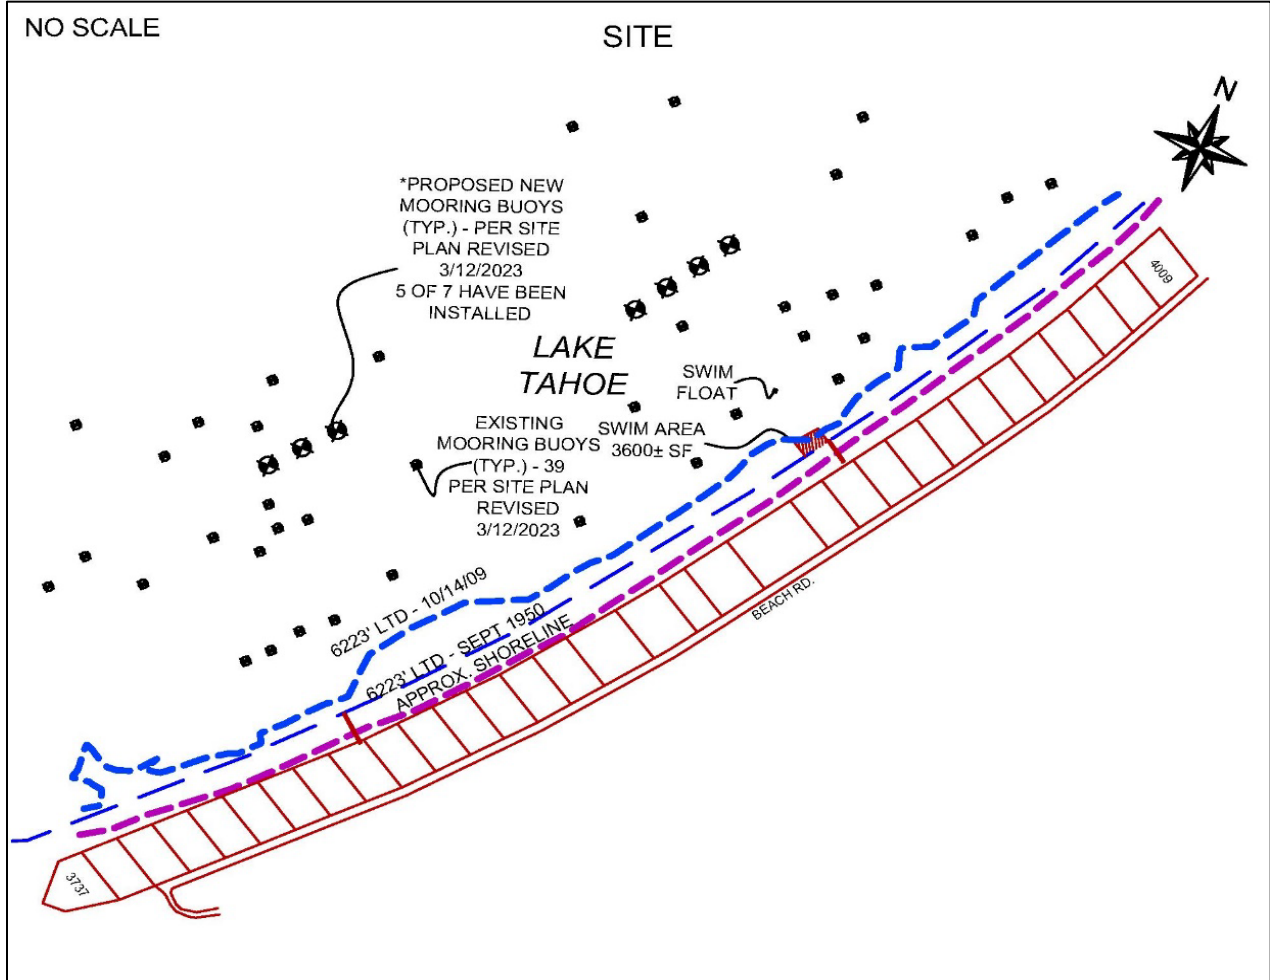 NO SCALE
SITE
N
*PROPOSED NEW
MOORING BUOYS
(TYP.) - PER SITE
PLAN REVISED
3/12/2023
5 OF 7 HAVE BEEN
INSTALLED
LAKE
TAHOE
SWIM
FLOAT
EXISTING
MOORING BUOYS
(TYP.) - 39
PER SITE PLAN
REVISED
3/12/2023
SWIM AREA
3600± SF
4009
6223' LTD - 10/14/09
6223' LTD - SEPT 1950
APPROX. SHORELINE
BEACH RD.
3737